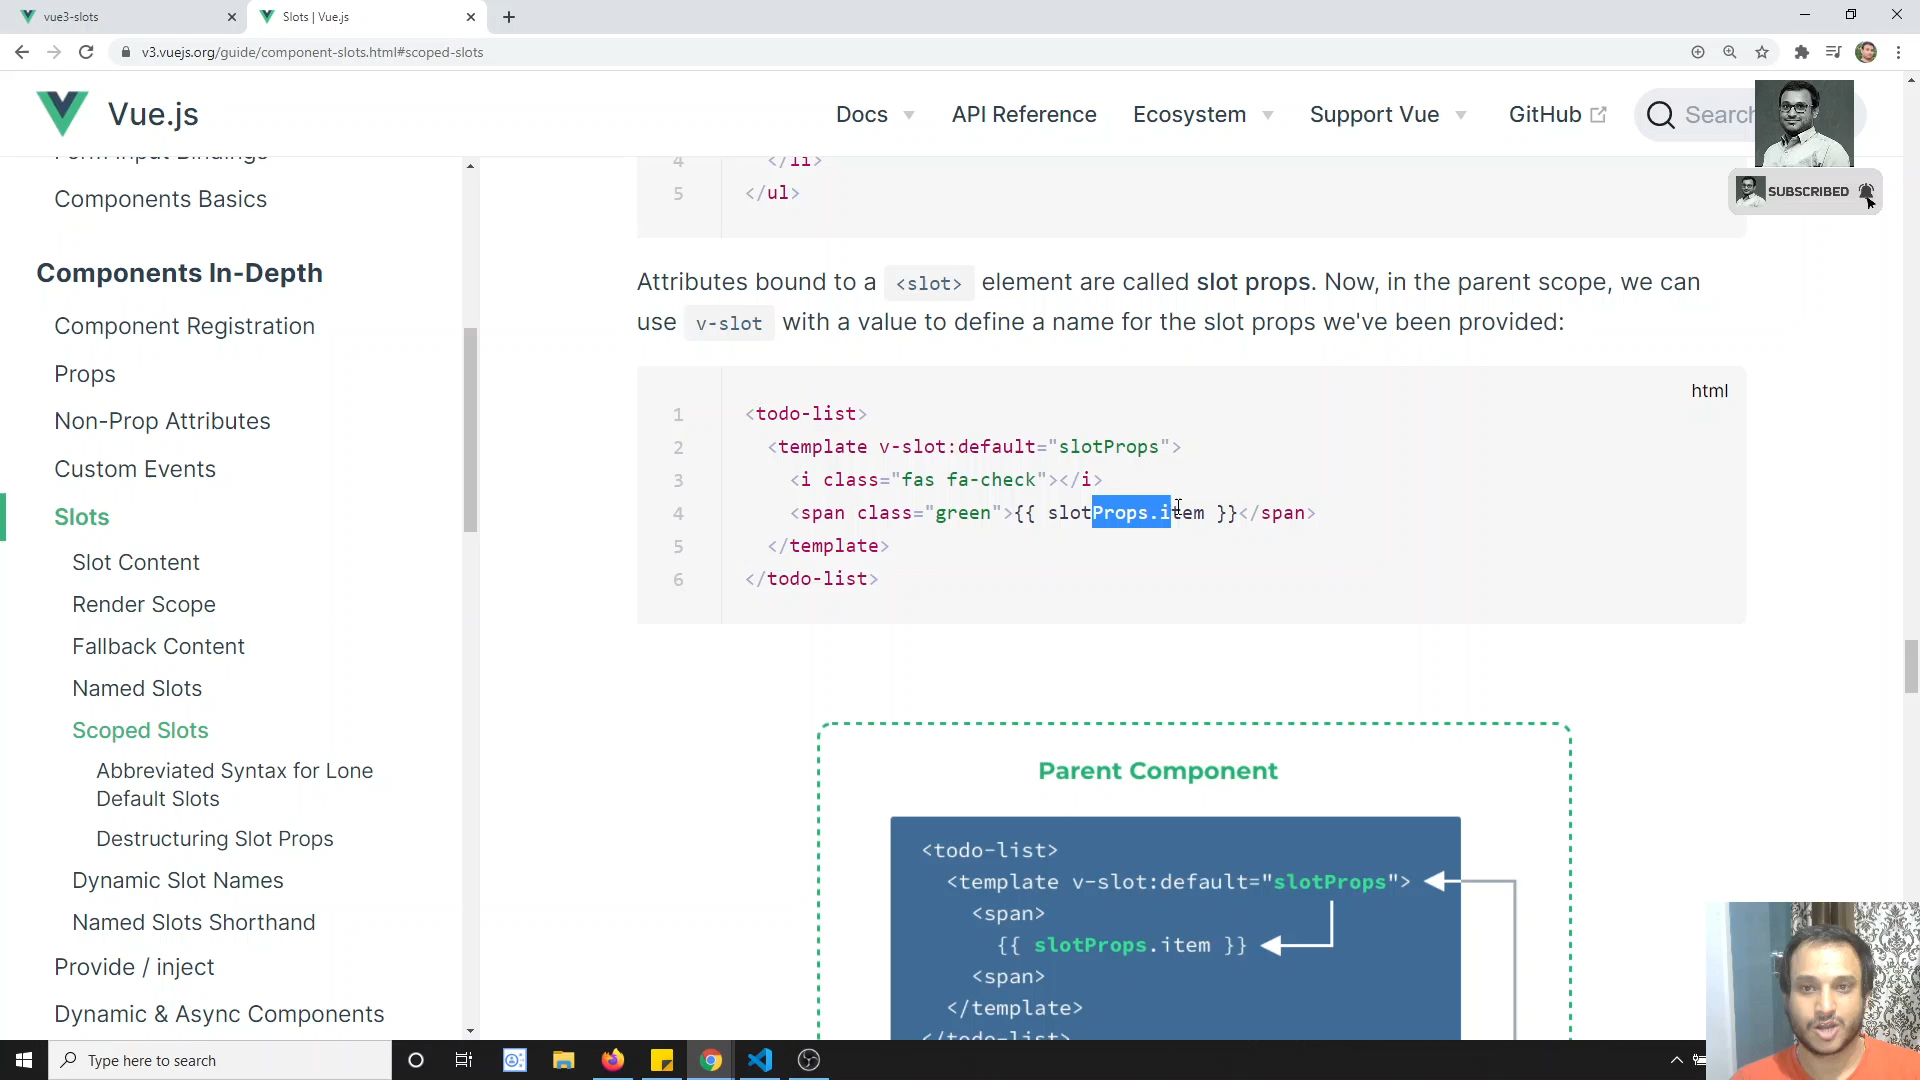 vue3-slots
Slots | Vue.js
v3.vuejs.org/guide/component-slots.html#scoped-slots
Vue.js
Docs
API Reference
Ecosystem
Support Vue
GitHub
Search
SUBSCRIBED
Form Input Bindings
Components Basics
Components In-Depth
Component Registration
Props
Non-Prop Attributes
Custom Events
Slots
Slot Content
Render Scope
Fallback Content
Named Slots
Scoped Slots
Abbreviated Syntax for Lone
Default Slots
Destructuring Slot Props
Dynamic Slot Names
Named Slots Shorthand
Provide / inject
Dynamic & Async Components
4 </li>
5 </ul>
Attributes bound to a <slot> element are called slot props. Now, in the parent scope, we can
use v-slot with a value to define a name for the slot props we've been provided:
html
1 <todo-list>
2 <template v-slot:default="slotProps">
3 <i class="fas fa-check"></i>
4 <span class="green">{{ slotProps.item }}</span>
5 </template>
6 </todo-list>
Parent Component
<todo-list>
<template v-slot:default="slotProps">
<span>
{{ slotProps.item }}
<span>
</template>
</todo-list>
Type here to search